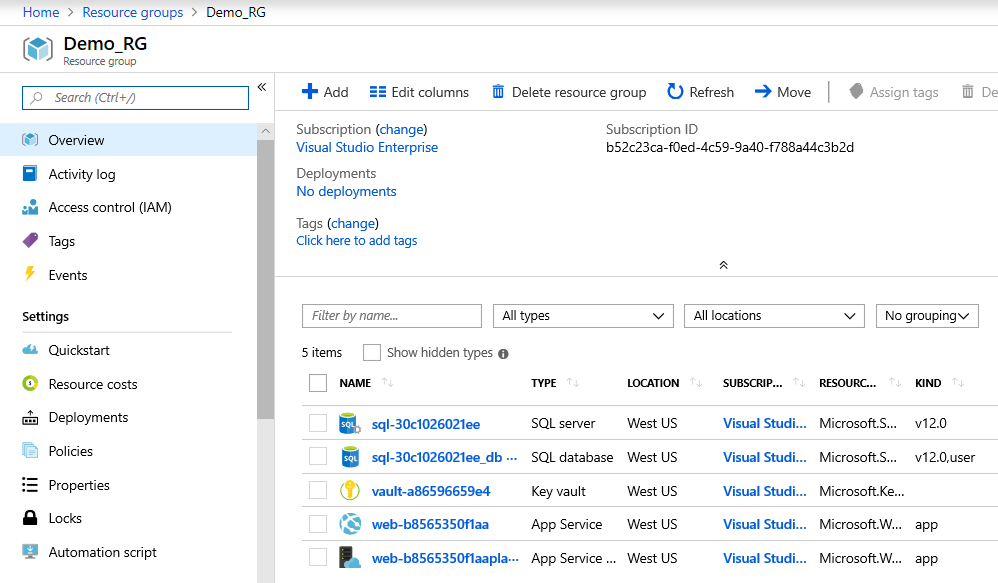 Home > Resource groups > Demo_RG
Demo_RG
Resource group
Search (Ctrl+/)
«
Overview
Activity log
Access control (IAM)
Tags
Events
Settings
Quickstart
Resource costs
Deployments
Policies
Properties
Locks
Automation script
Add Edit columns Delete resource group Refresh Move Assign tags De
Subscription (change) Subscription ID
Visual Studio Enterprise b52c23ca-f0ed-4c59-9a40-f788a44c3b2d
Deployments
No deployments
Tags (change)
Click here to add tags
Filter by name... All types All locations No grouping
5 items Show hidden types
NAME TYPE LOCATION SUBSCRIP... RESOURC... KIND
SQL sql-30c1026021ee SQL server West US Visual Studi... Microsoft.S... v12.0
SQL sql-30c1026021ee_db ... SQL database West US Visual Studi... Microsoft.S... v12.0,user
vault-a86596659e4 Key vault West US Visual Studi... Microsoft.Ke...
web-b8565350f1aa App Service West US Visual Studi... Microsoft.W... app
web-b8565350f1aapla... App Service ... West US Visual Studi... Microsoft.W... app